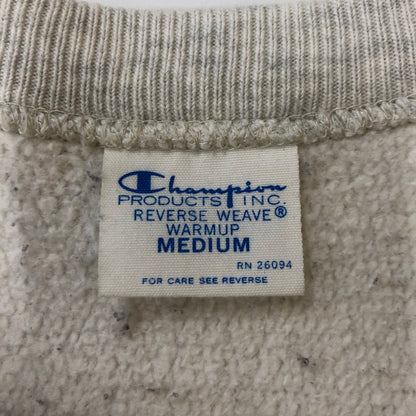 Champion
PRODUCTS INC.
REVERSE WEAVE®
WARMUP
MEDIUM
RN 26094
FOR CARE SEE REVERSE